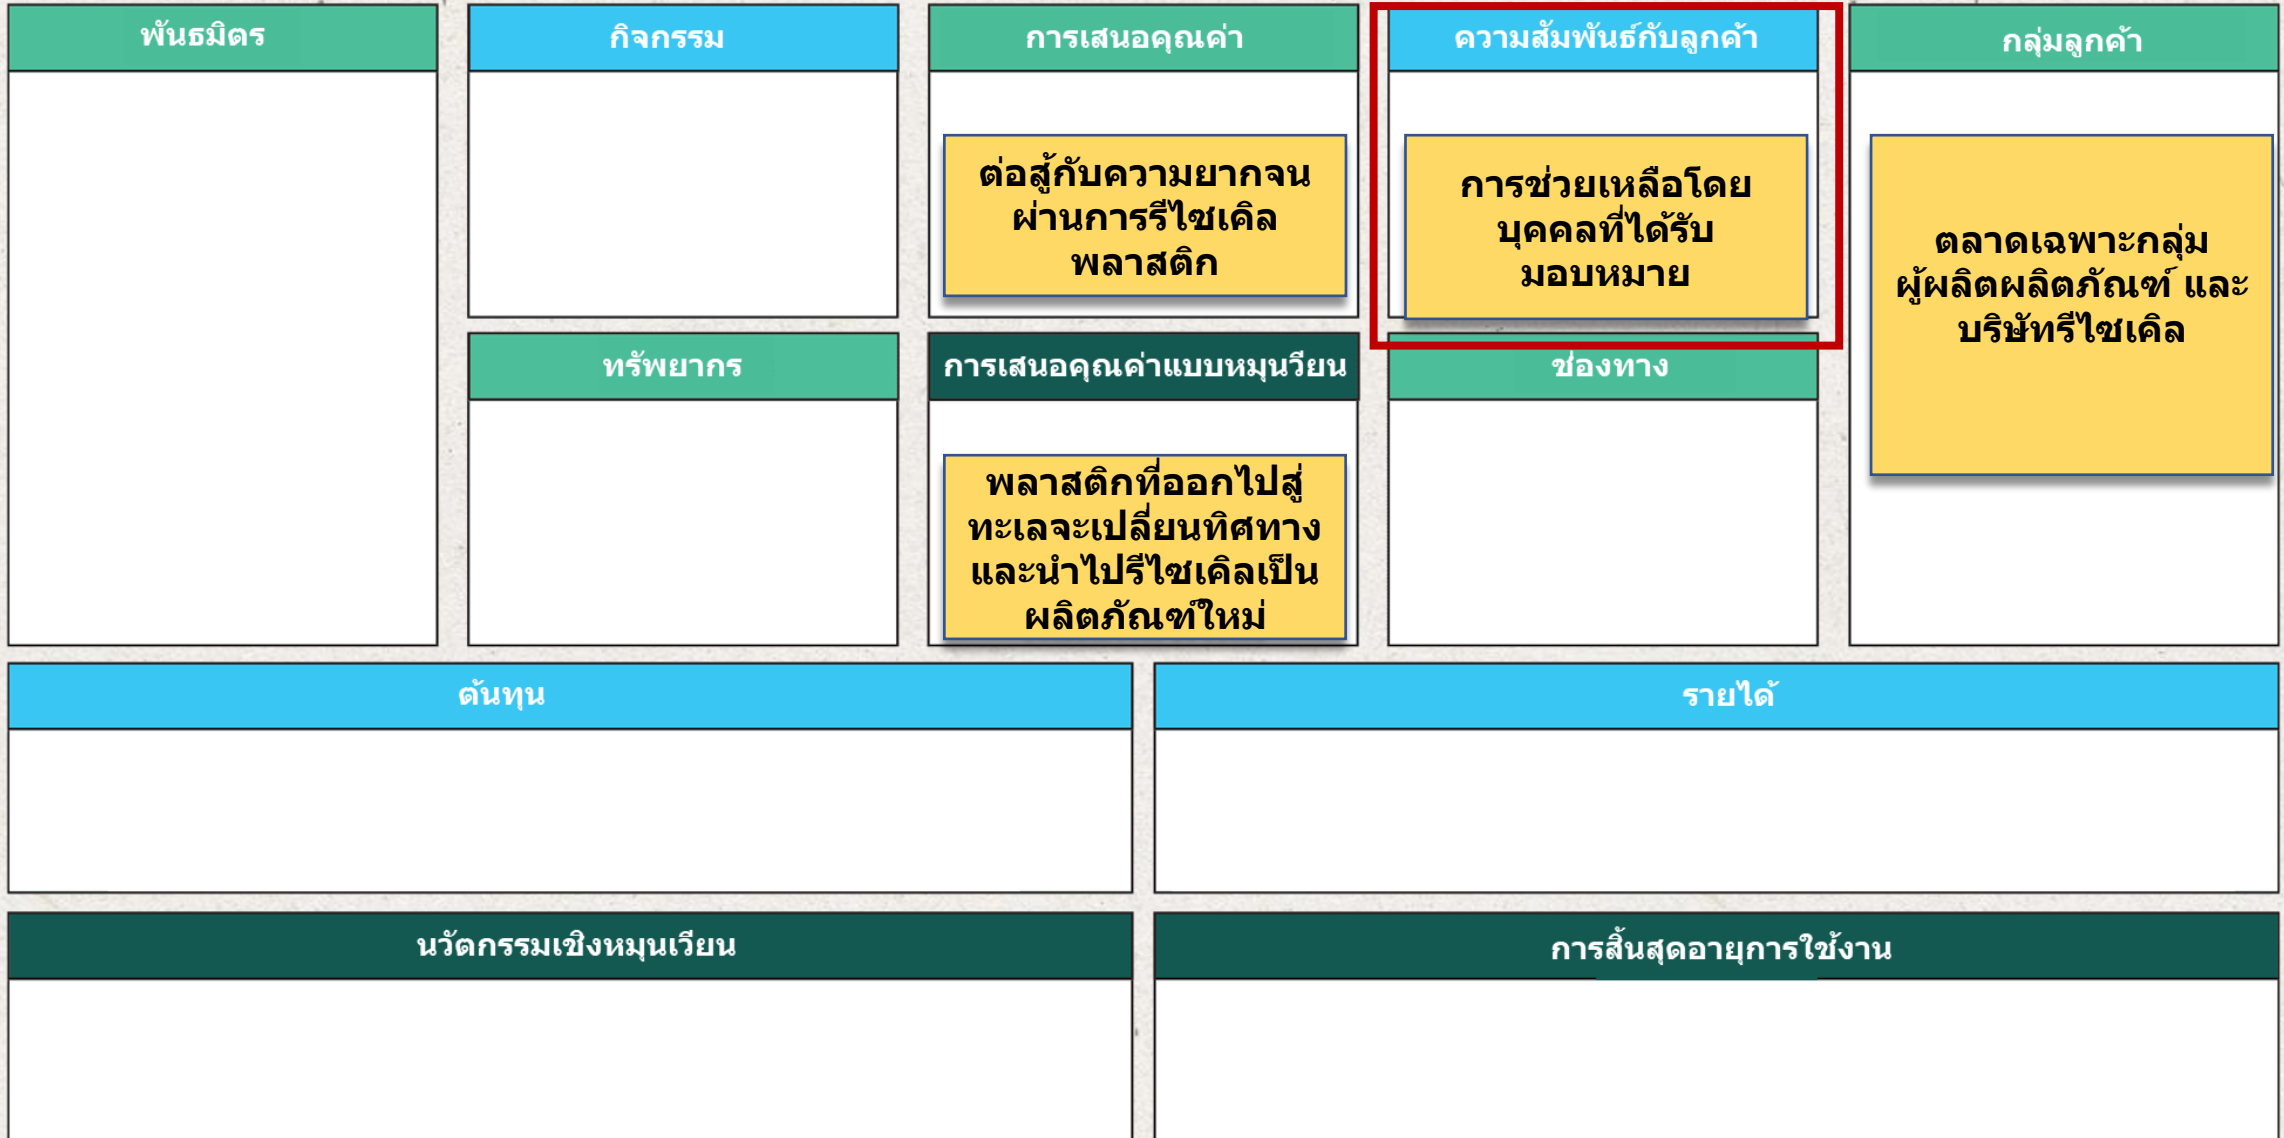 พันธมิตร
กิจกรรม
การเสนอคุณค่า
ความสัมพันธ์กับลูกค้า
กลุ่มลูกค้า
ต่อสู้กับความยากจน
ผ่านการรีไซเคิล
พลาสติก
การช่วยเหลือโดย
บุคคลที่ได้รับ
มอบหมาย
ตลาดเฉพาะกลุ่ม
ผู้ผลิตผลิตภัณฑ์ และ
บริษัทรีไซเคิล
ทรัพยากร
การเสนอคุณค่าแบบหมุนวียน
ช่องทาง
พลาสติกที่ออกไปสู่
ทะเลจะเปลี่ยนทิศทาง
และนำไปรีไซเคิลเป็น
ผลิตภัณฑ์ใหม่
ต้นทุน
รายได้
นวัตกรรมเชิงหมุนเวียน
การสิ้นสุดอายุการใช้งาน